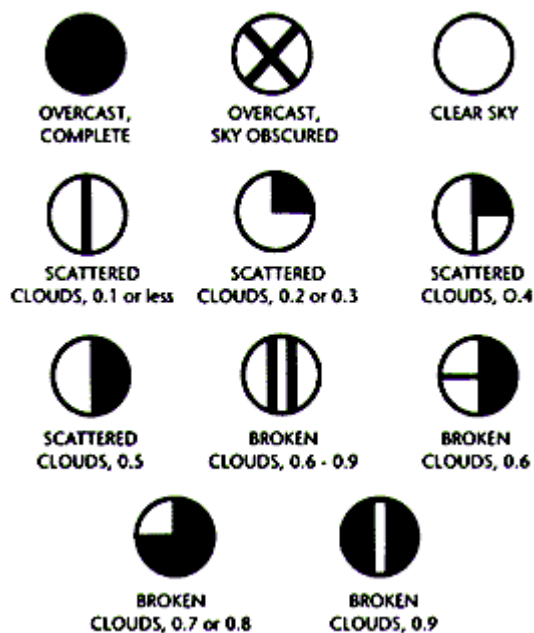 OVERCAST,
COMPLETE
OVERCAST,
SKY OBSCURED
CLEAR SKY
SCATTERED
CLOUDS, 0.1 or less
SCATTERED
CLOUDS, 0.2 or 0.3
SCATTERED
CLOUDS, O.4
SCATTERED
CLOUDS, 0.5
BROKEN
CLOUDS, 0.6 - 0.9
BROKEN
CLOUDS, 0.6
BROKEN
CLOUDS, 0.7 or 0.8
BROKEN
CLOUDS, 0.9